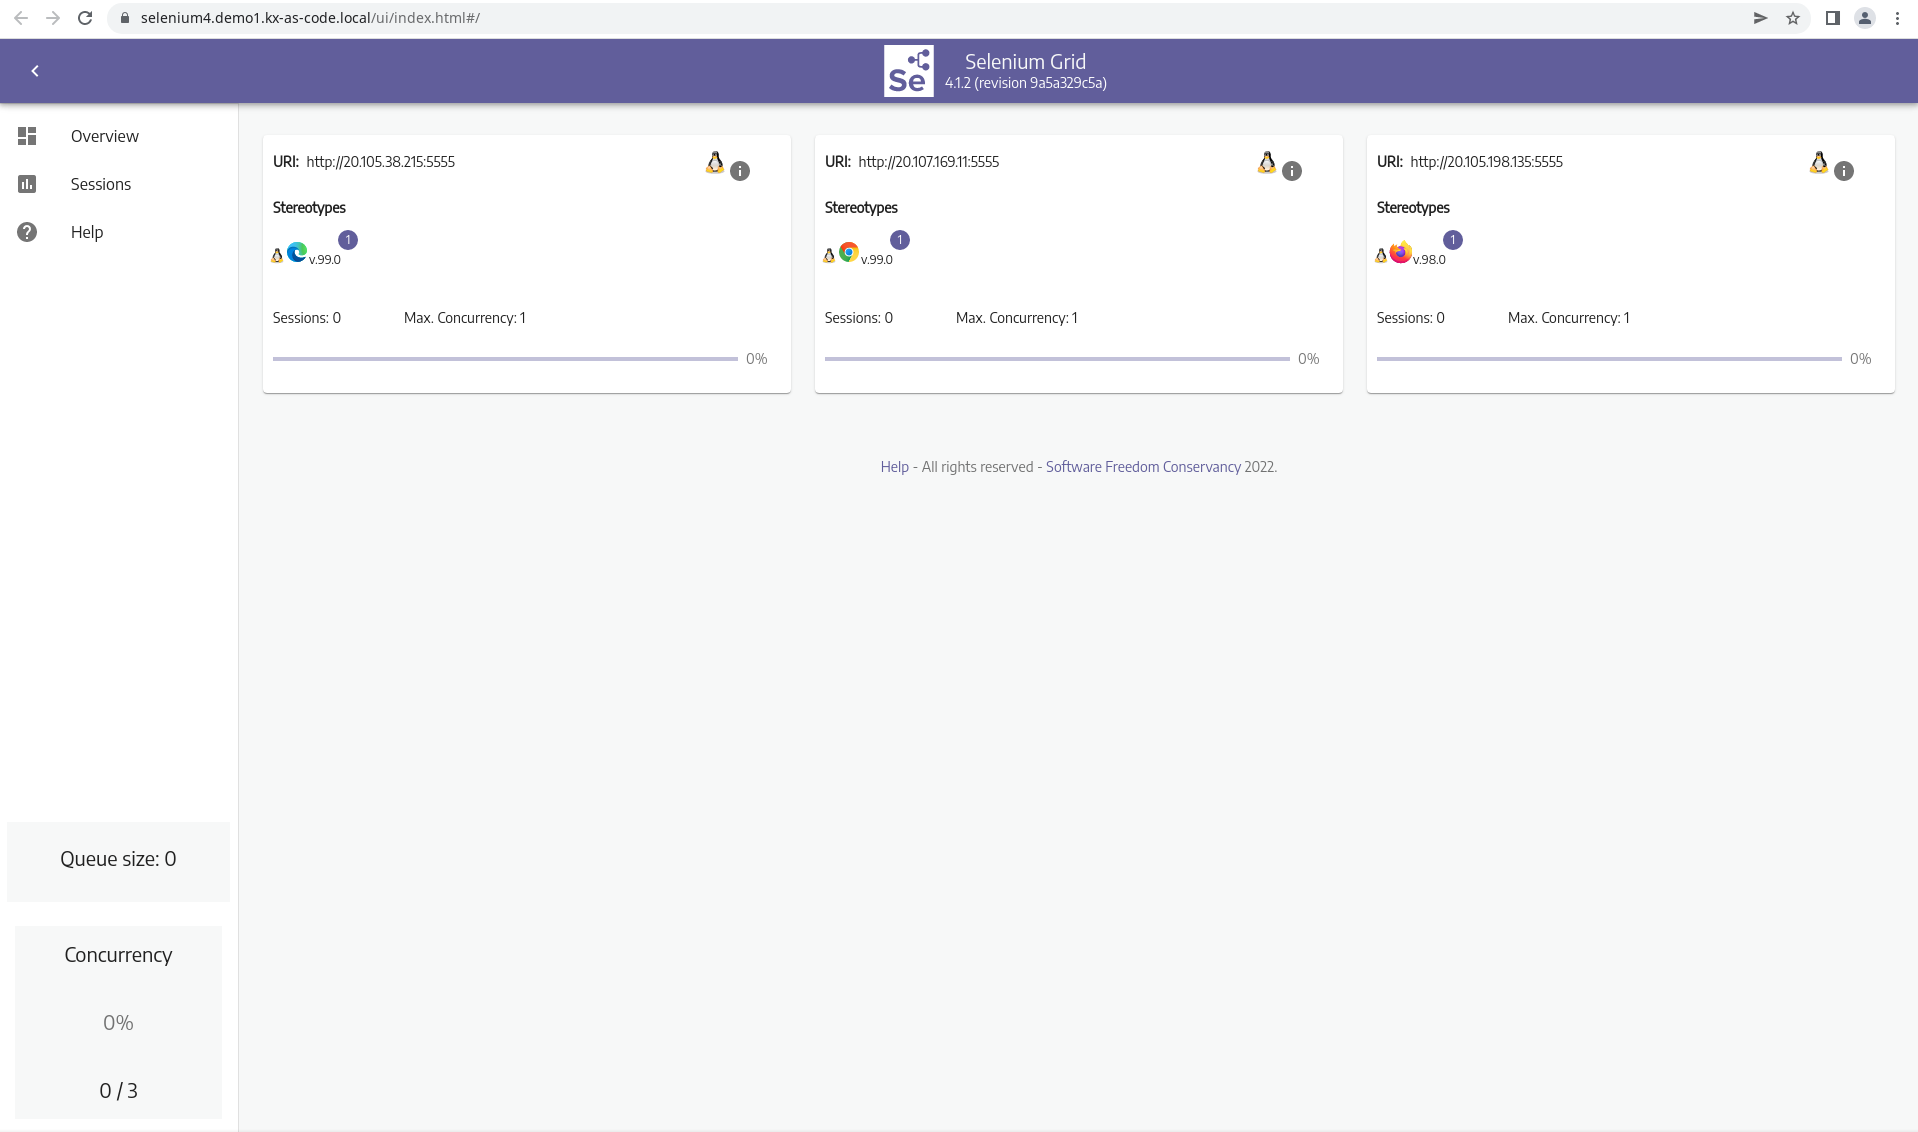 selenium4.demo1.kx-as-code.local/ui/index.html#/
Se
Selenium Grid
4.1.2 (revision 9a5a329c5a)
Overview
Sessions
Help
URI: http://20.105.38.215:5555
Stereotypes
1
v.99.0
Sessions: 0 Max. Concurrency: 1
0%
URI: http://20.107.169.11:5555
Stereotypes
1
v.99.0
Sessions: 0 Max. Concurrency: 1
0%
URI: http://20.105.198.135:5555
Stereotypes
1
v.98.0
Sessions: 0 Max. Concurrency: 1
0%
Help - All rights reserved - Software Freedom Conservancy 2022.
Queue size: 0
Concurrency
0%
0 / 3